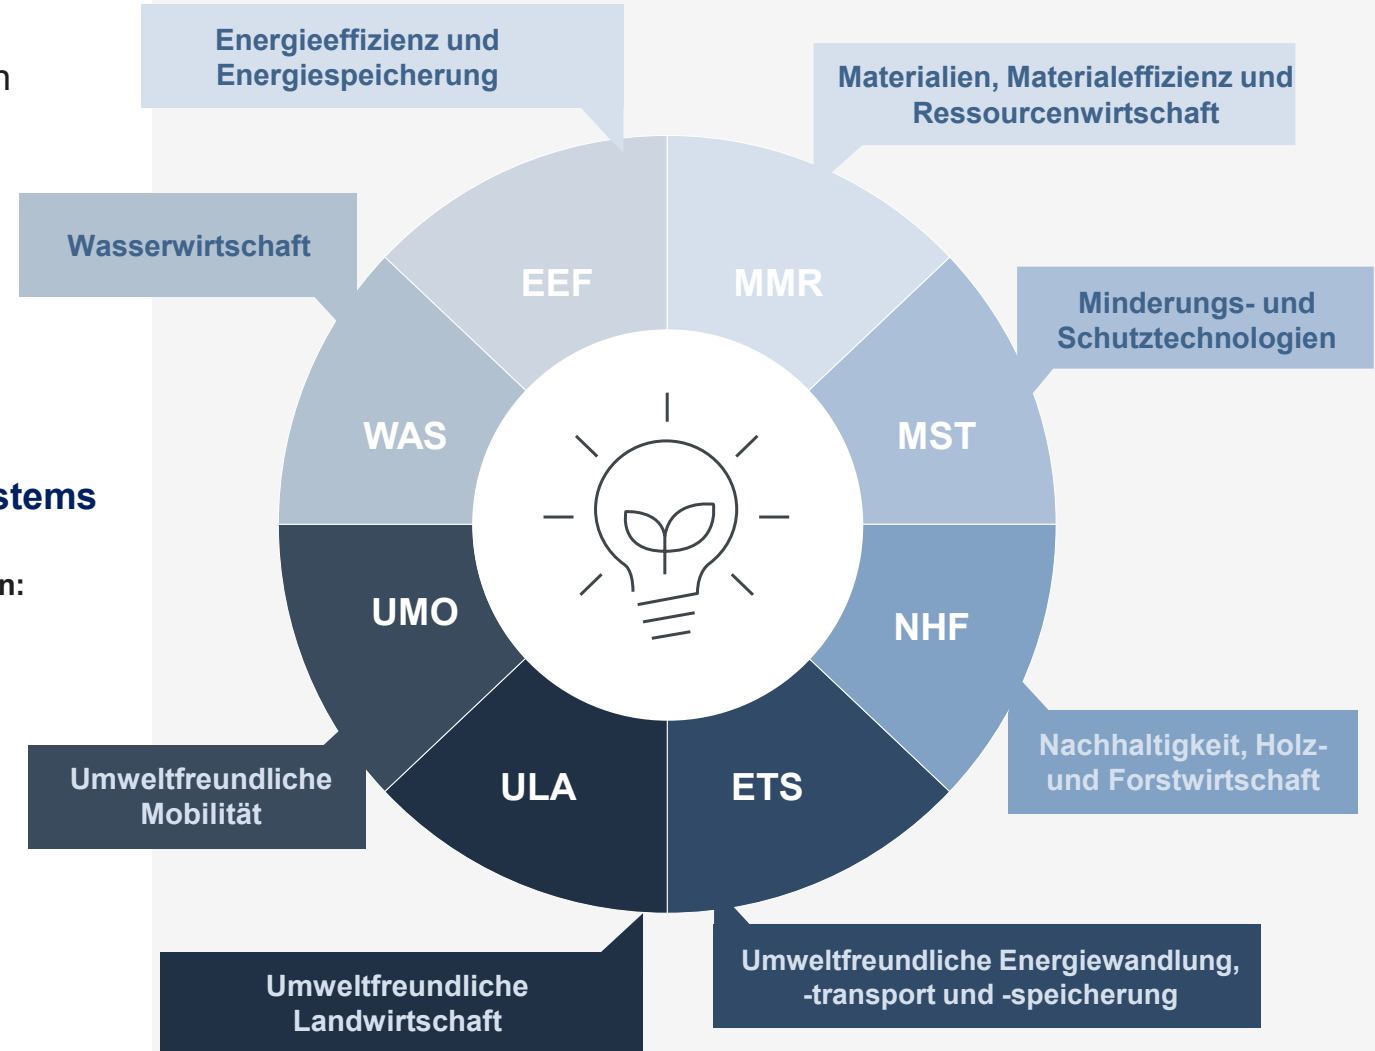 Energieeffizienz und
Energiespeicherung
Materialien, Materialeffizienz und
Ressourcenwirtschaft
Wasserwirtschaft
EEF
MMR
Minderungs- und
Schutztechnologien
WAS
MST
UMO
NHF
Nachhaltigkeit, Holz-
und Forstwirtschaft
Umweltfreundliche
Mobilität
ULA
ETS
Umweltfreundliche Energiewandlung,
-transport und -speicherung
Umweltfreundliche
Landwirtschaft